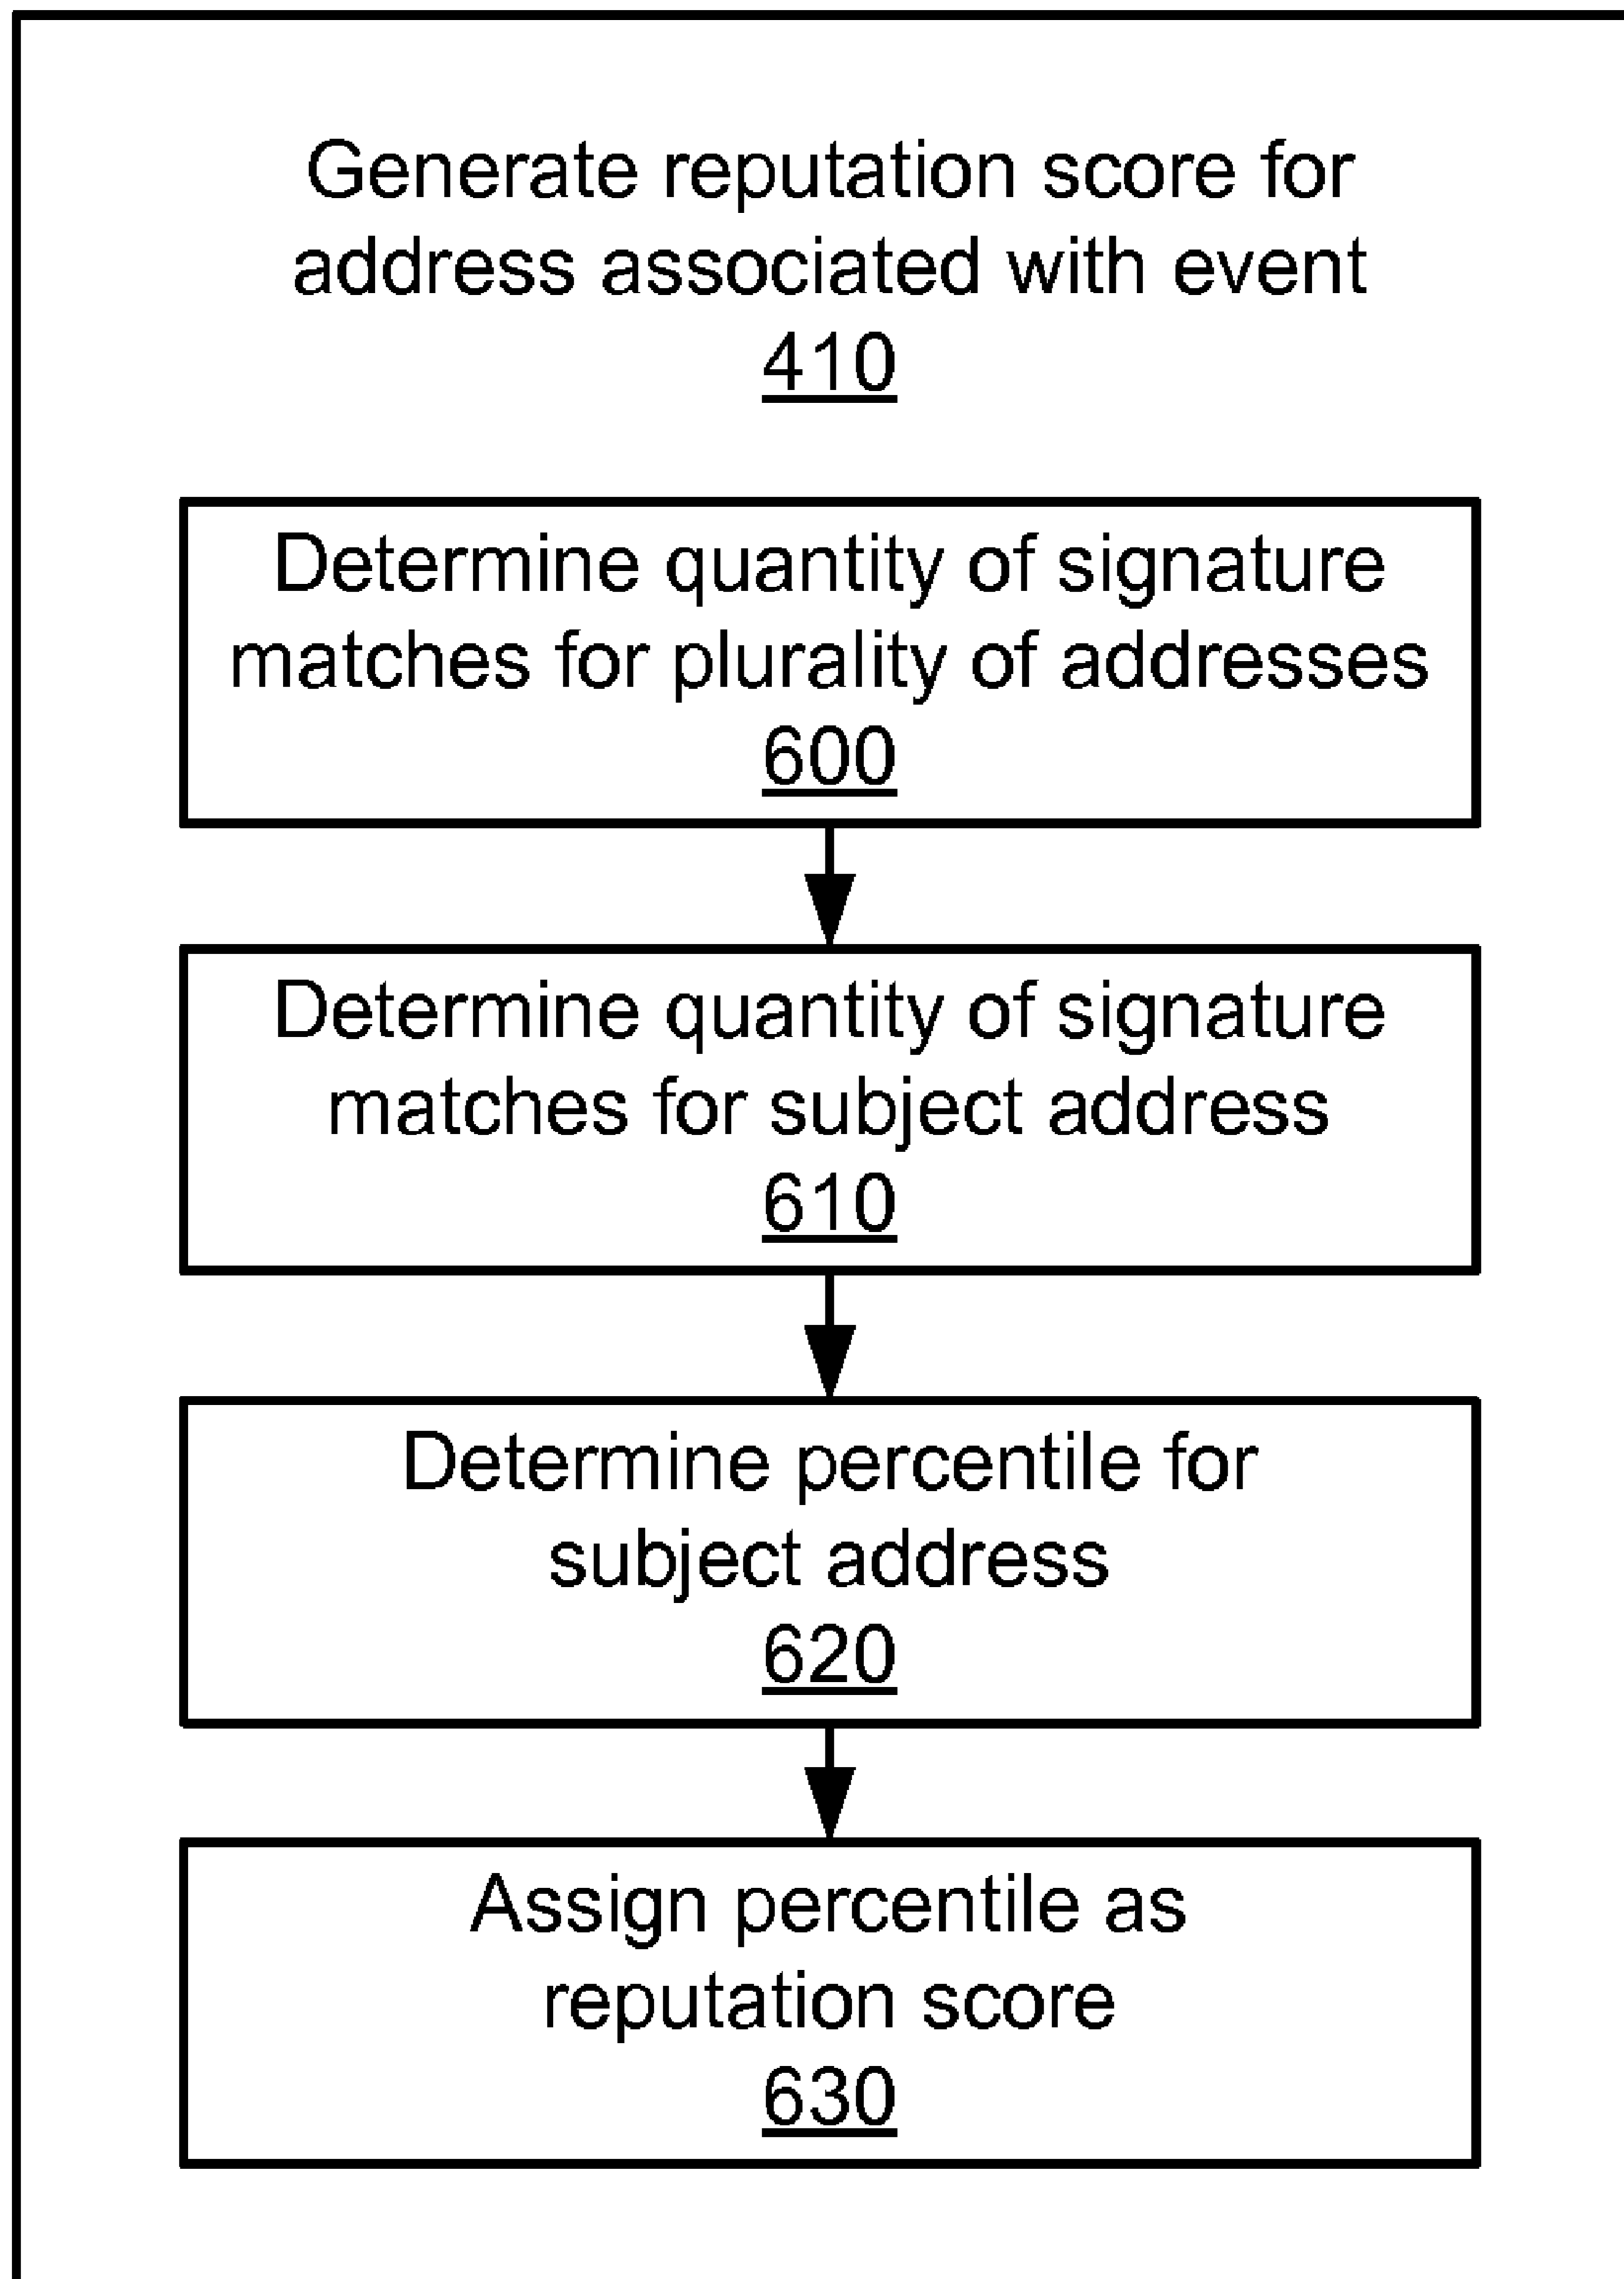 Generate reputation score for
address associated with event
410
Determine quantity of signature
matches for plurality of addresses
600
Determine quantity of signature
matches for subject address
610
Determine percentile for
subject address
620
Assign percentile as
reputation score
630